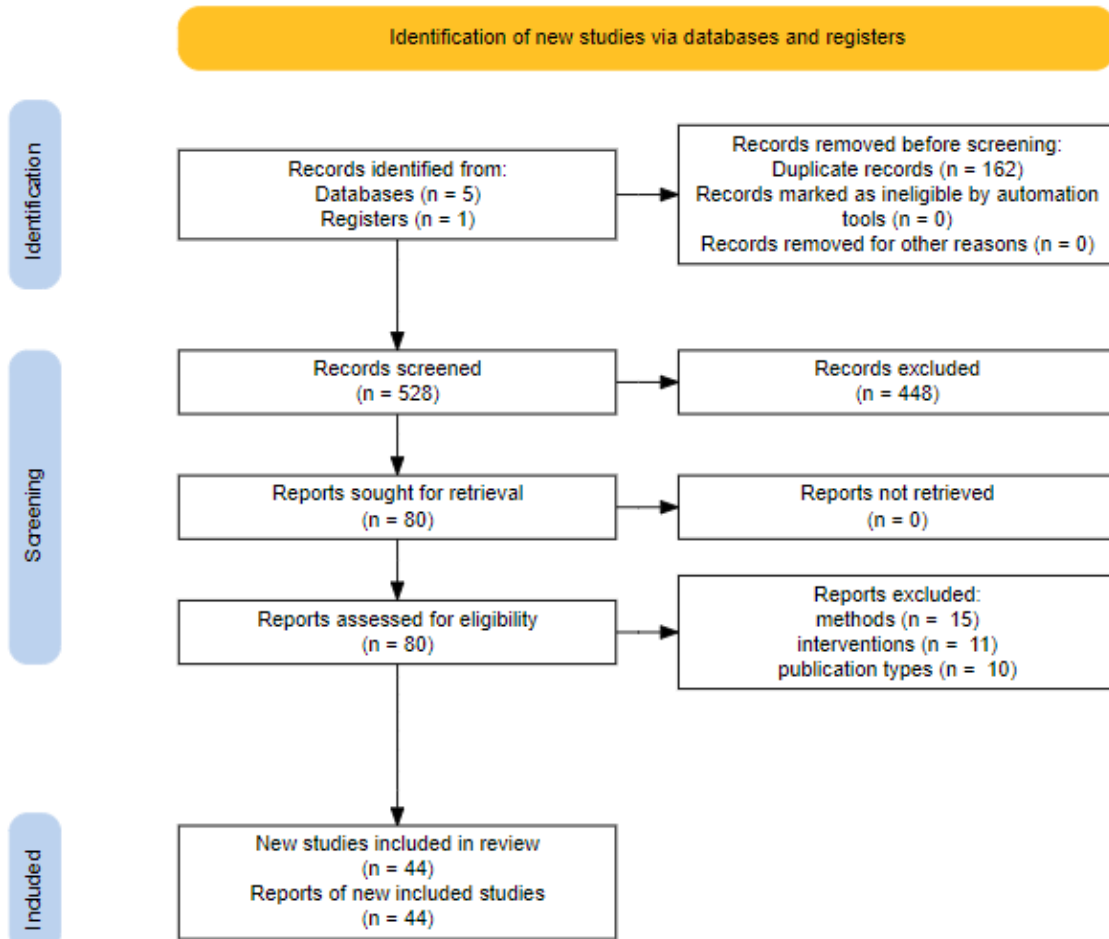 Identification of new studies via databases and registers
Identification
Records identified from:
Databases (n = 5)
Registers (n = 1)
Records removed before screening:
Duplicate records (n = 162)
Records marked as ineligible by automation
tools (n = 0)
Records removed for other reasons (n = 0)
Screening
Records screened
(n = 528)
Records excluded
(n = 448)
Reports sought for retrieval
(n = 80)
Reports not retrieved
(n = 0)
Reports assessed for eligibility
(n = 80)
Reports excluded:
methods (n = 15)
interventions (n = 11)
publication types (n = 10)
Included
New studies included in review
(n = 44)
Reports of new included studies
(n = 44)